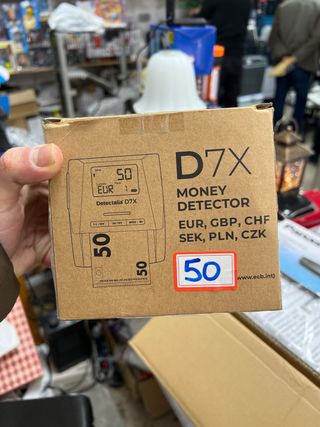 D7X
MONEY
DETECTOR
EUR, GBP, CHF
SEK, PLN, CZK
50
www.ecb.int)
50
EUR
Detectalia D7X
50
50